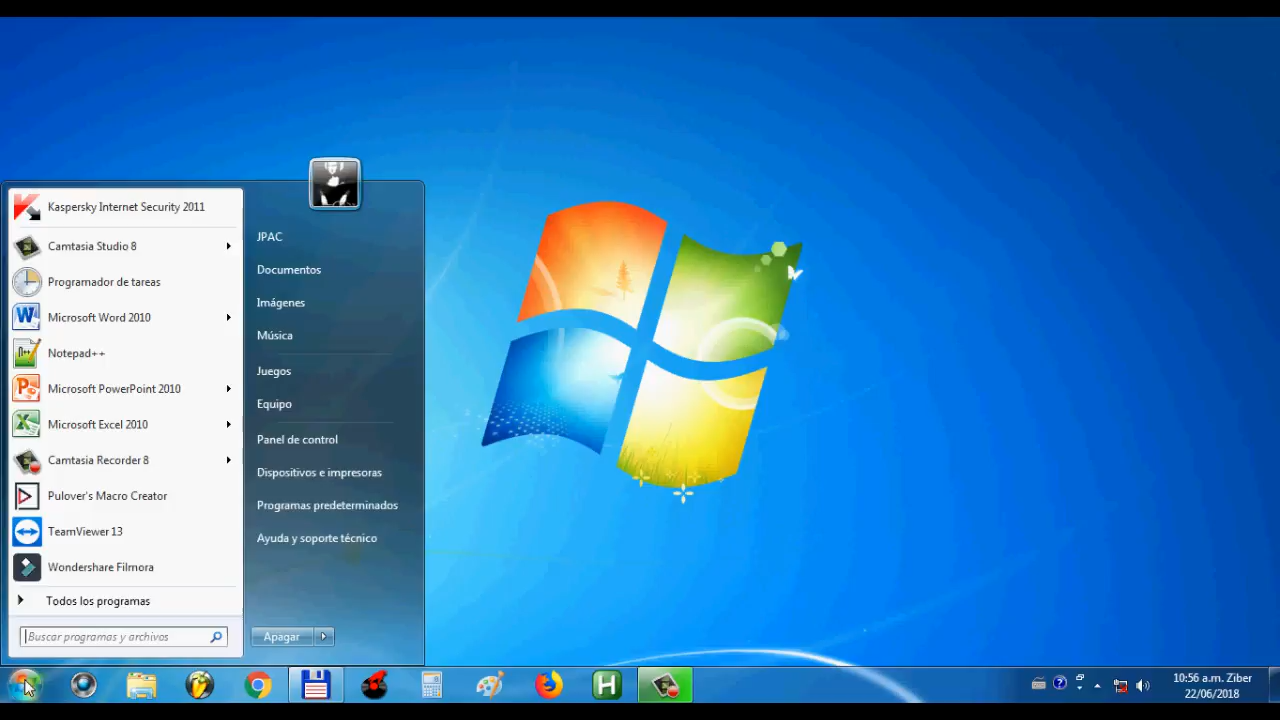 Kaspersky Internet Security 2011
Camtasia Studio 8
Programador de tareas
Microsoft Word 2010
Notepad++
Microsoft PowerPoint 2010
Microsoft Excel 2010
Camtasia Recorder 8
Pulover's Macro Creator
TeamViewer 13
Wondershare Filmora
Todos los programas
Buscar programas y archivos
JPAC
Documentos
Imágenes
Música
Juegos
Equipo
Panel de control
Dispositivos e impresoras
Programas predeterminados
Ayuda y soporte técnico
Apagar
10:56 a.m. Ziber
22/06/2018